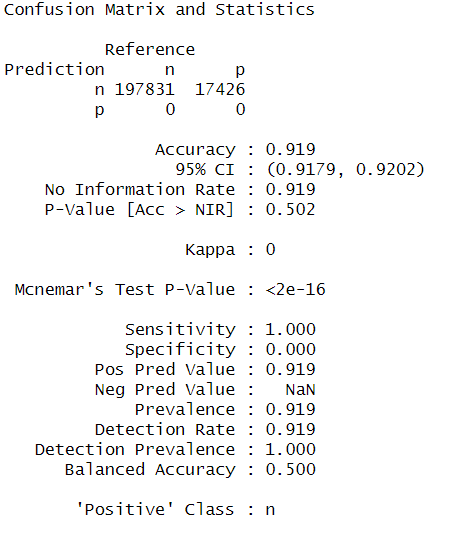 Confusion Matrix and Statistics
Reference
Prediction n p
n 197831 17426
p 0 0
Accuracy : 0.919
95% CI : (0.9179, 0.9202)
No Information Rate : 0.919
P-Value [Acc > NIR] : 0.502
Kappa : 0
Mcnemar's Test P-Value : <2e-16
Sensitivity : 1.000
Specificity : 0.000
Pos Pred Value : 0.919
Neg Pred Value : NaN
Prevalence : 0.919
Detection Rate : 0.919
Detection Prevalence : 1.000
Balanced Accuracy : 0.500
'Positive' Class : n